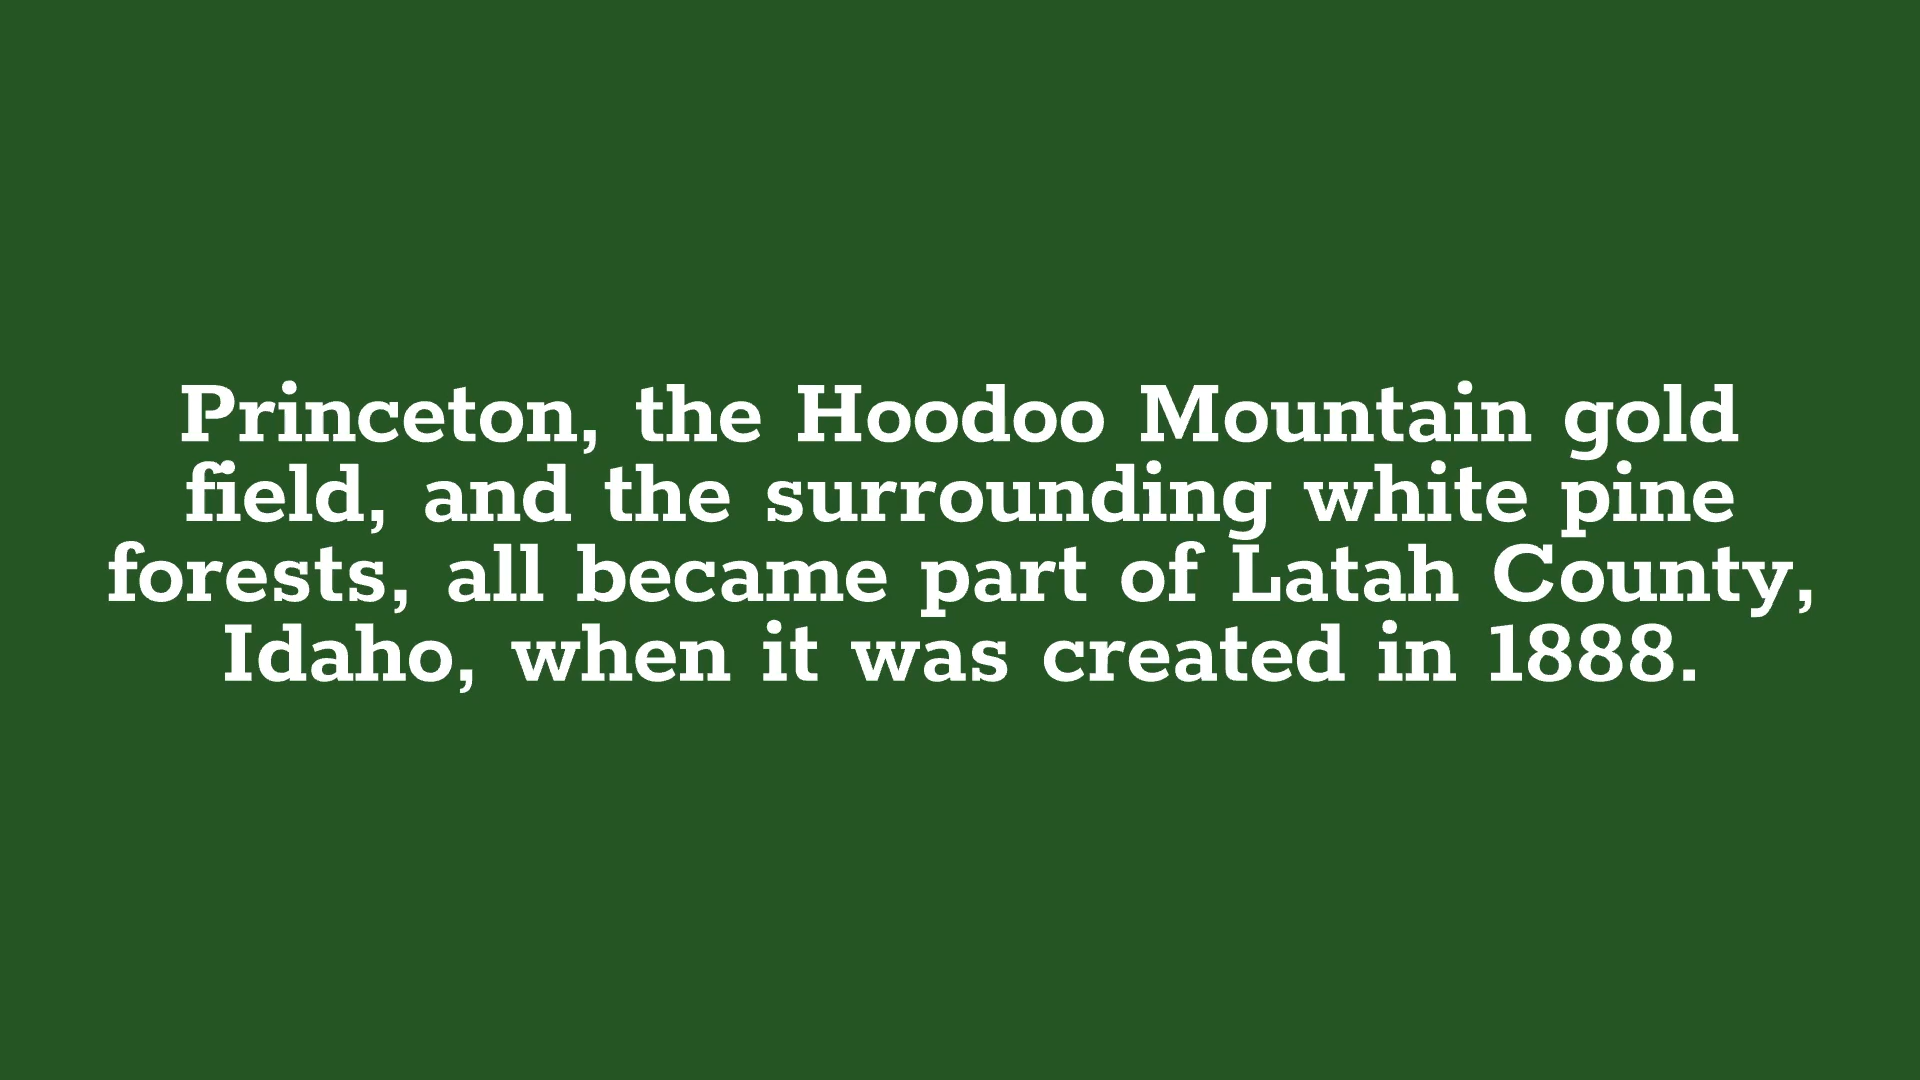 Princeton, the Hoodoo Mountain gold
field, and the surrounding white pine
forests, all became part of Latah County,
Idaho, when it was created in 1888.